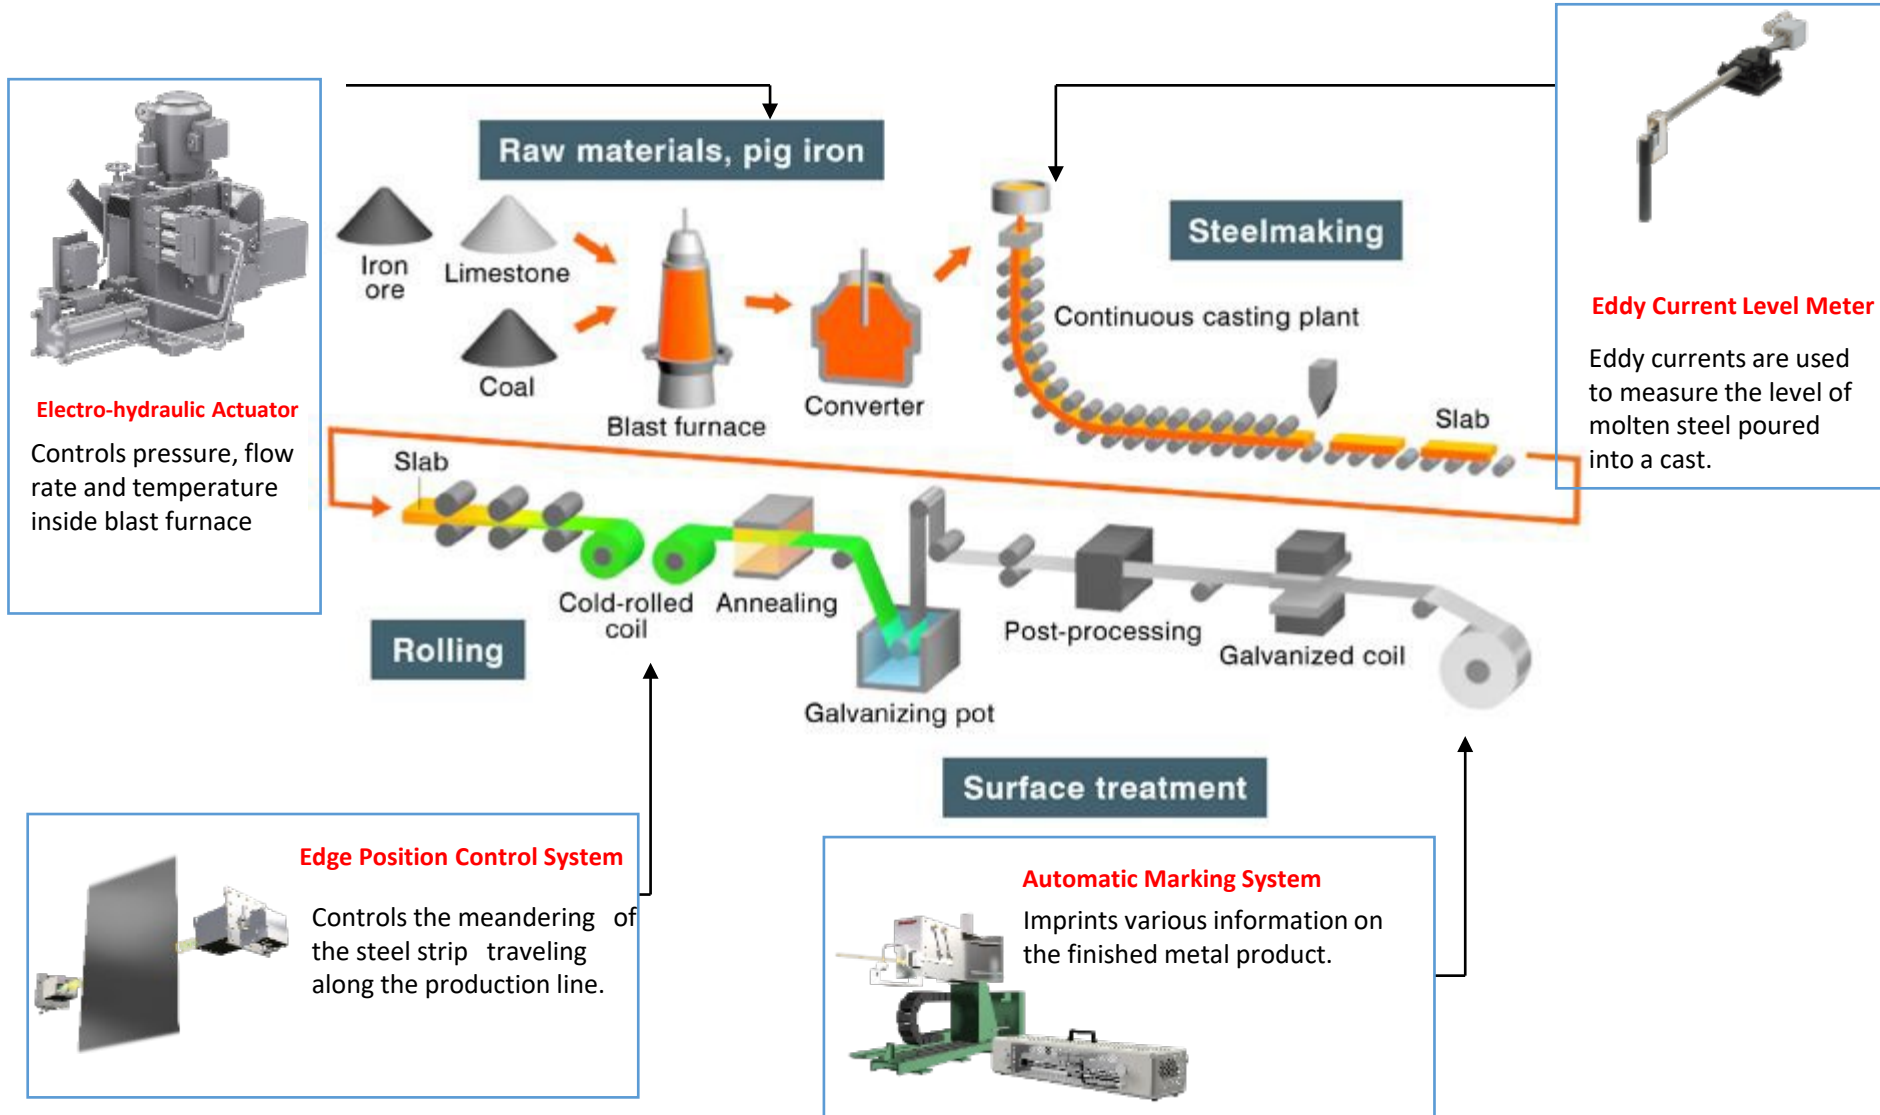 Raw materials, pig iron
Iron
ore
Limestone
Coal
Blast furnace
Converter
Steelmaking
Continuous casting plant
Slab
Electro-hydraulic Actuator
Controls pressure, flow
rate and temperature
inside blast furnace
Eddy Current Level Meter
Eddy currents are used
to measure the level of
molten steel poured
into a cast.
Slab
Rolling
Cold-rolled
coil
Annealing
Galvanizing pot
Post-processing
Galvanized coil
Surface treatment
Edge Position Control System
Controls the meandering of
the steel strip traveling
along the production line.
Automatic Marking System
Imprints various information on
the finished metal product.